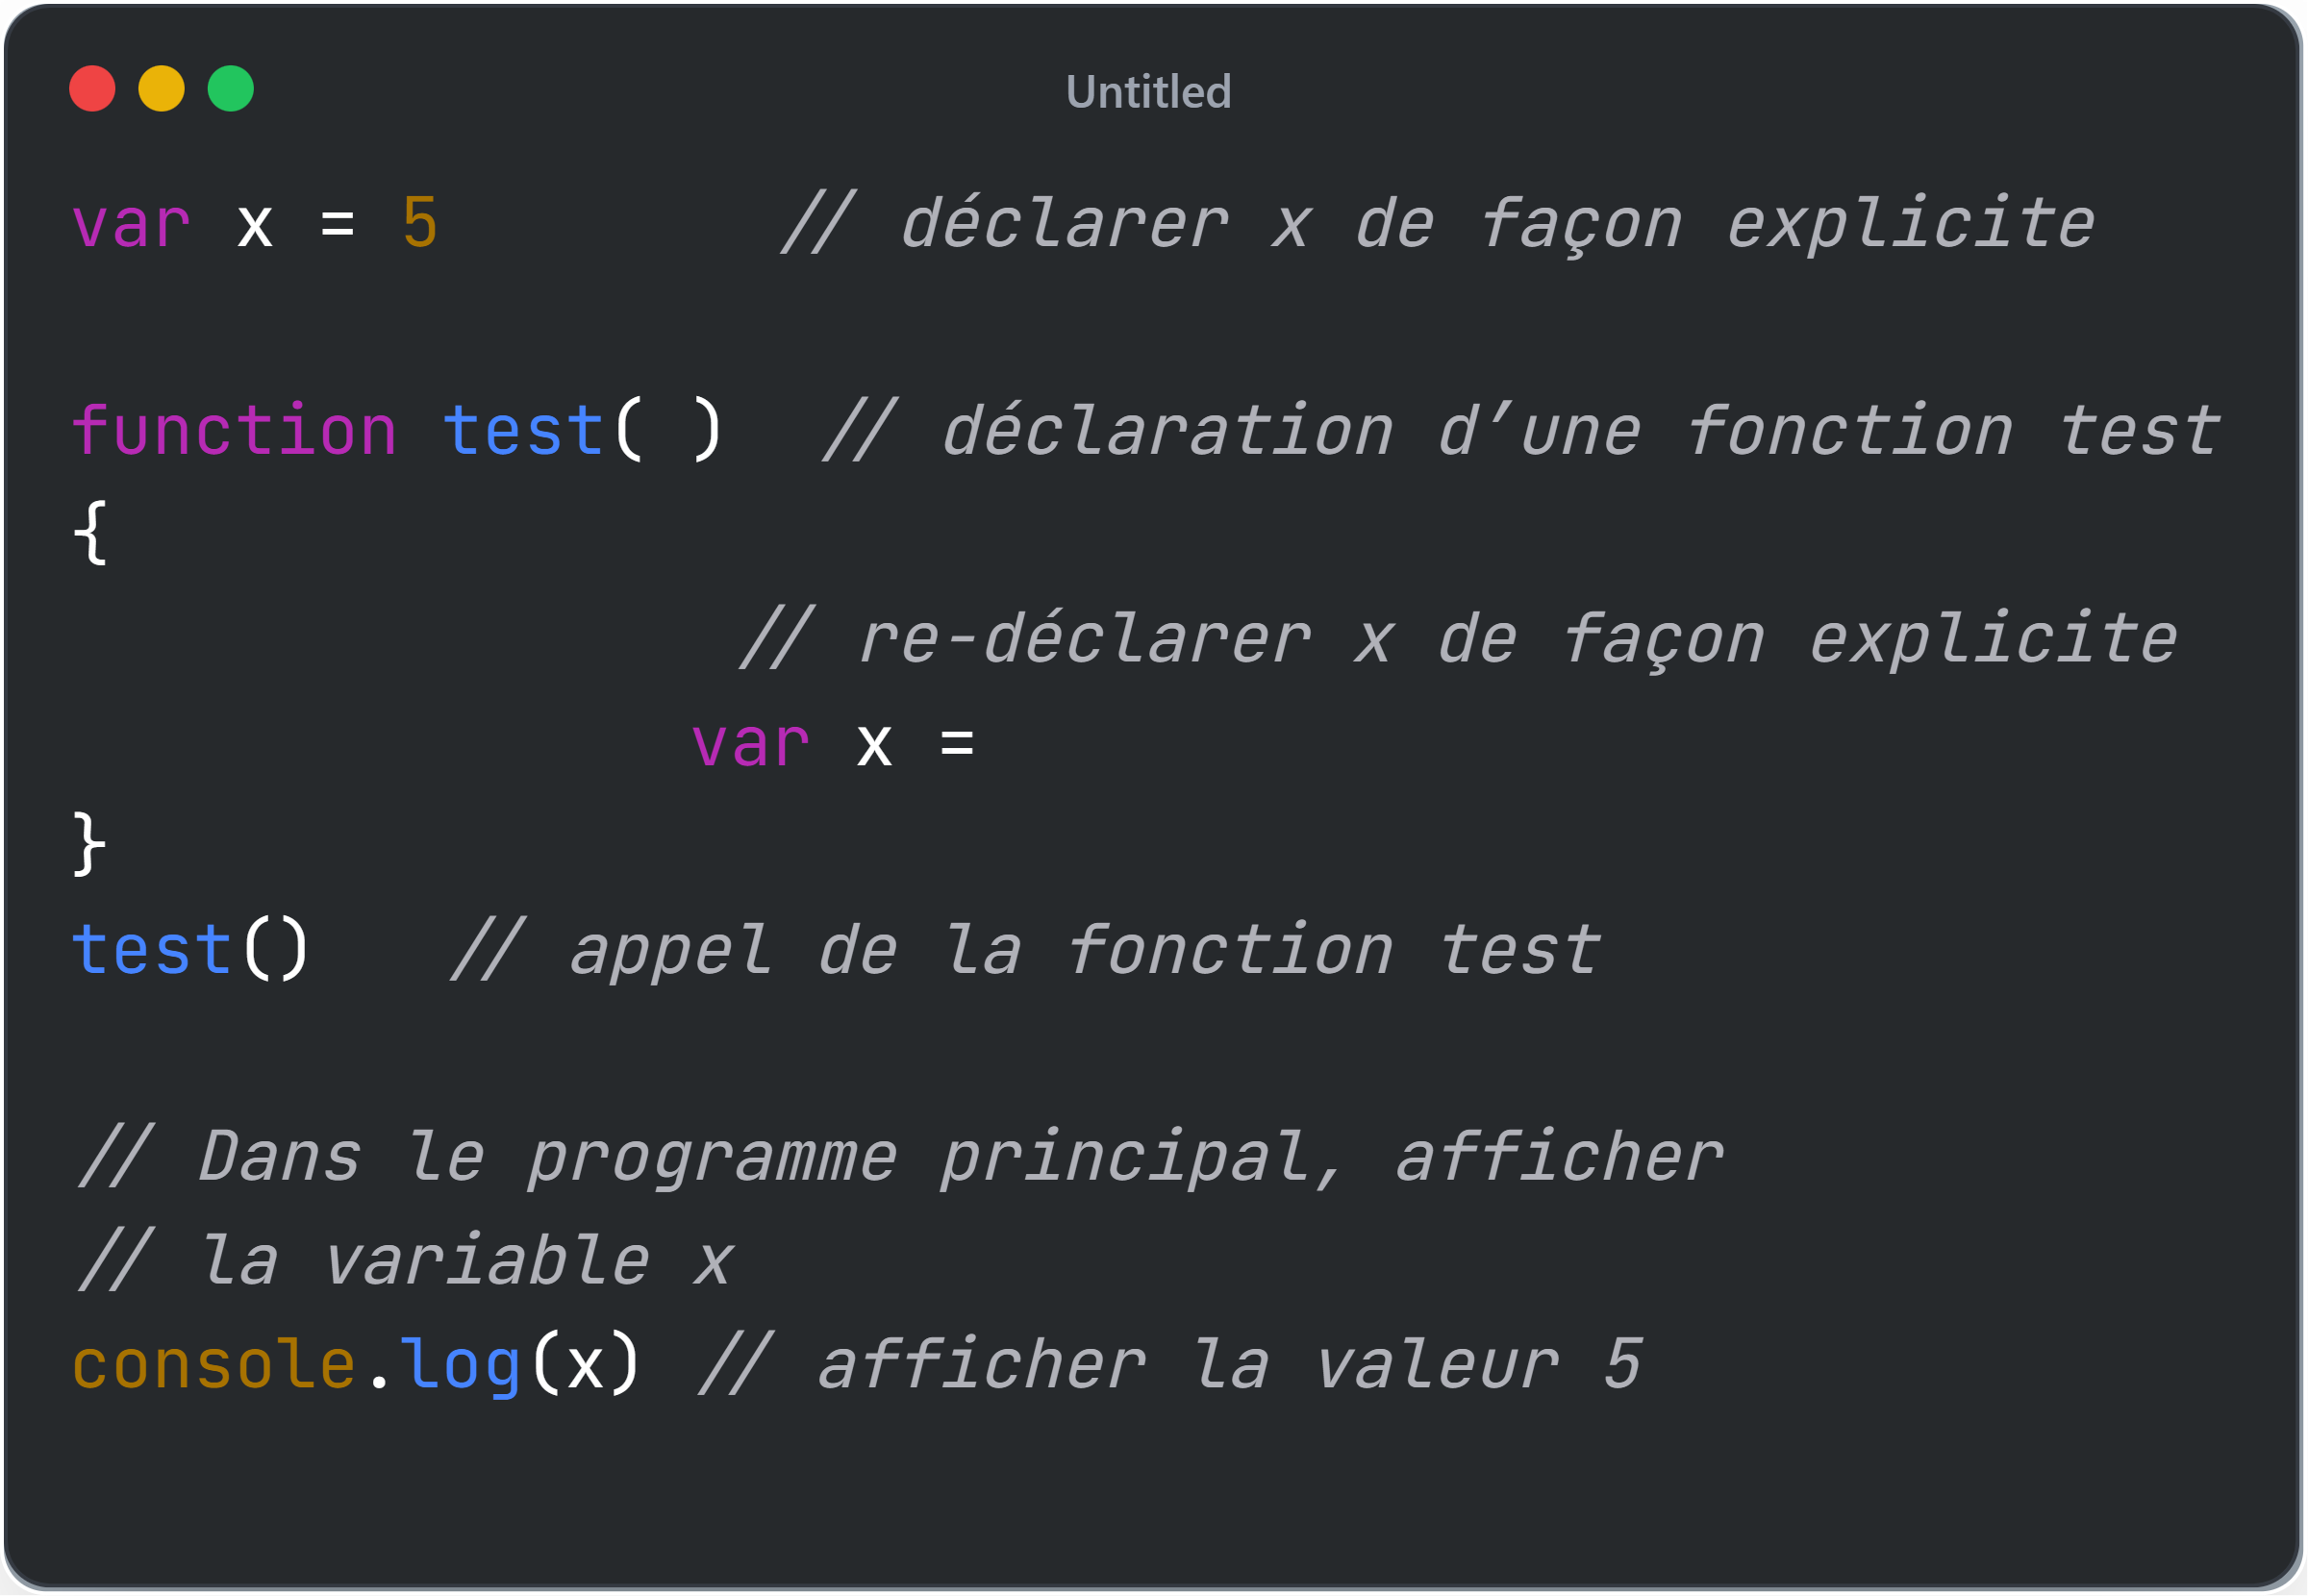 Untitled
var x = 5 // déclarer x de façon explicite
function test( ) // déclaration d’une fonction test
{
// re-déclarer x de façon explicite
var x =
}
test() // appel de la fonction test
// Dans le programme principal, afficher
// la variable x
console.log(x) // afficher la valeur 5